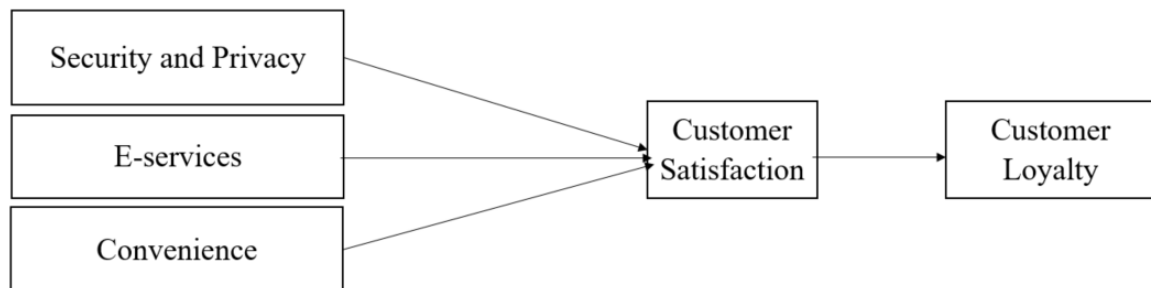 Security and Privacy
E-services
Convenience
Customer
Satisfaction
Customer
Loyalty